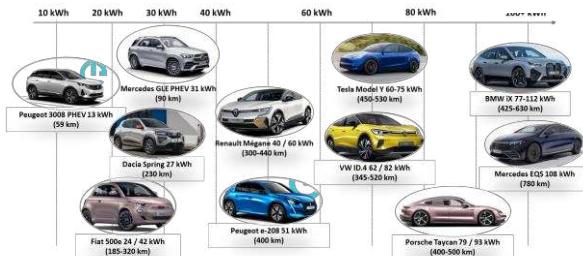 10 kWh 20 kWh 30 kWh 40 kWh 60 kWh 80 kWh 100+ kWh
Mercedes GLE PHEV 31 kWh
(90 km)
Tesla Model Y 60-75 kWh
(450-530 km)
BMW iX 77-112 kWh
(425-630 km)
Peugeot 3008 PHEV 13 kWh
(59 km)
Dacia Spring 27 kWh
(230 km)
Renault Mégane 40 / 60 kWh
(300-440 km)
VW ID.4 62 / 82 kWh
(345-520 km)
Mercedes EQS 108 kWh
(780 km)
Fiat 500e 24 / 42 kWh
(185-320 km)
Peugeot e-208 51 kWh
(400 km)
Porsche Taycan 79 / 93 kWh
(400-500 km)